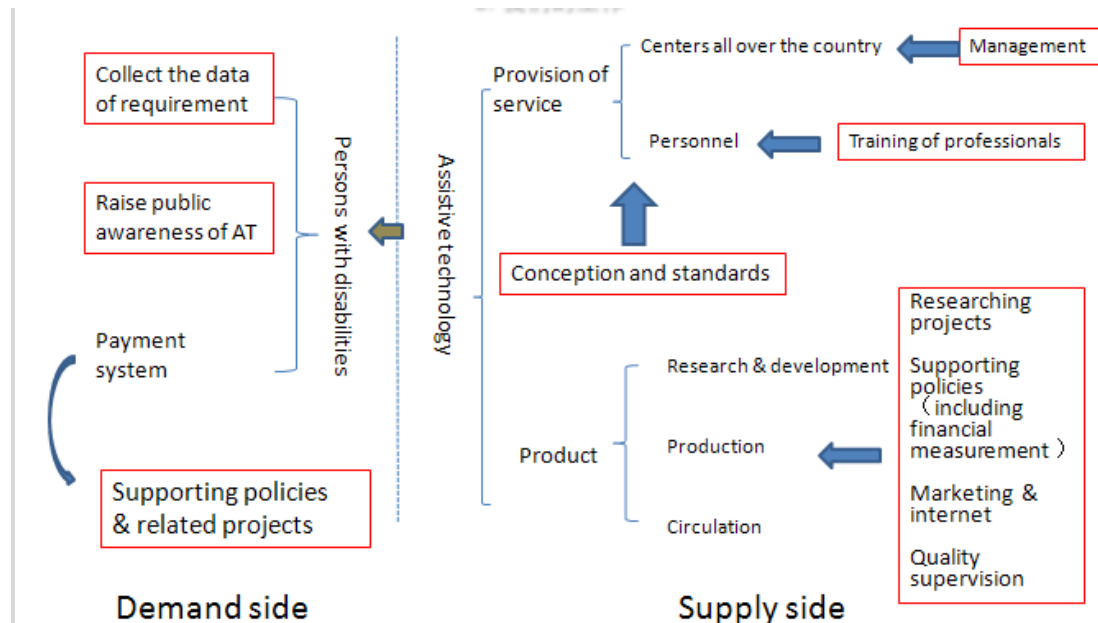 Collect the data
of requirement
Raise public
awareness of AT
Payment
system
Supporting policies
& related projects
Persons with disabilities
Demand side
Assistive technology
Provision of
service
Centers all over the country
Management
Personnel
Training of professionals
Conception and standards
Product
Research & development
Production
Circulation
Researching
projects
Supporting
policies
（including
financial
measurement）
Marketing &
internet
Quality
supervision
Supply side